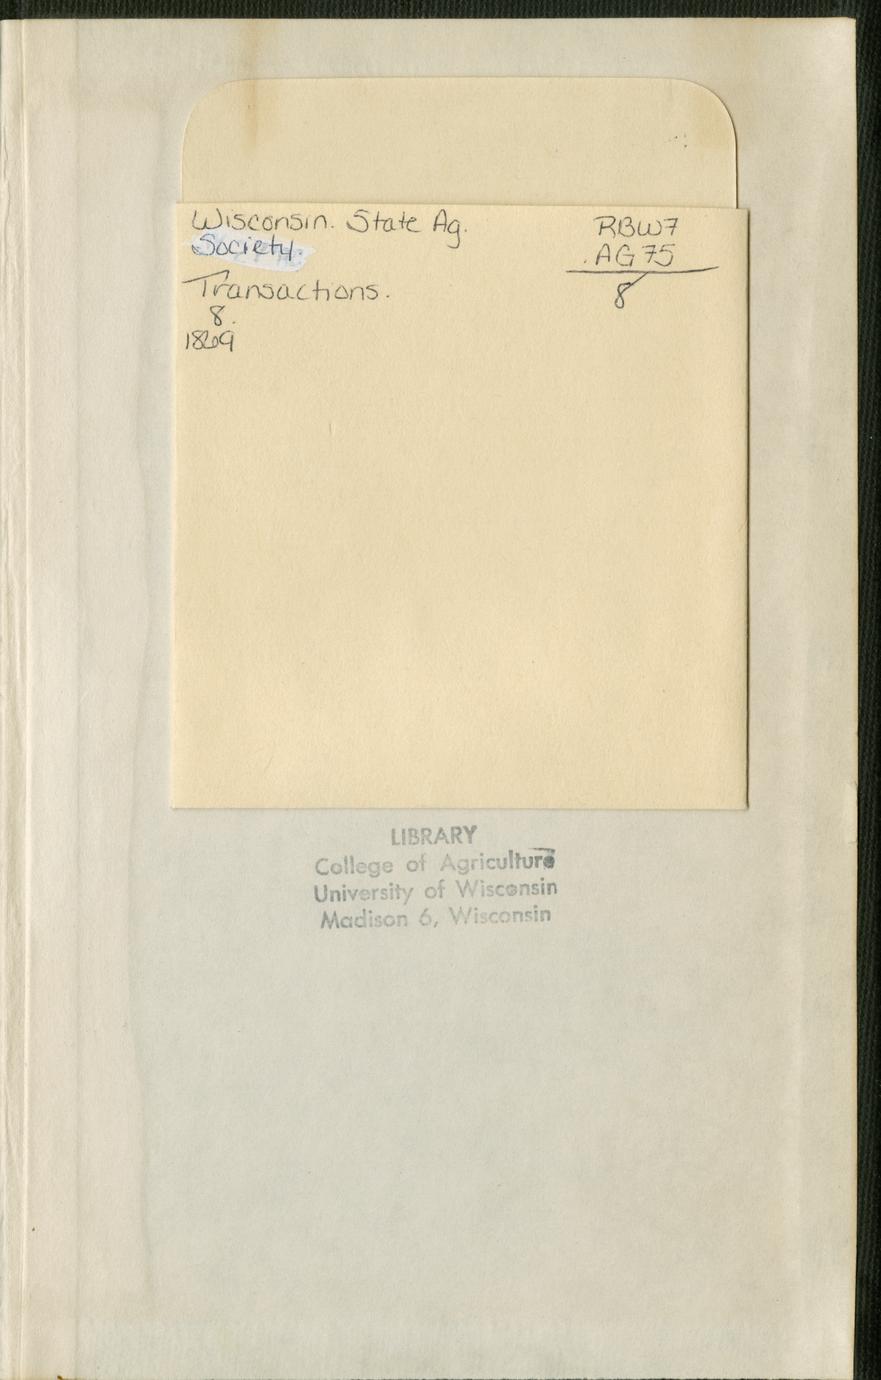 Wisconsin. State Ag.
Society.
Transactions.
8.
1869
RBW7
.AG75
8
LIBRARY
College of Agriculture
University of Wisconsin
Madison 6, Wisconsin